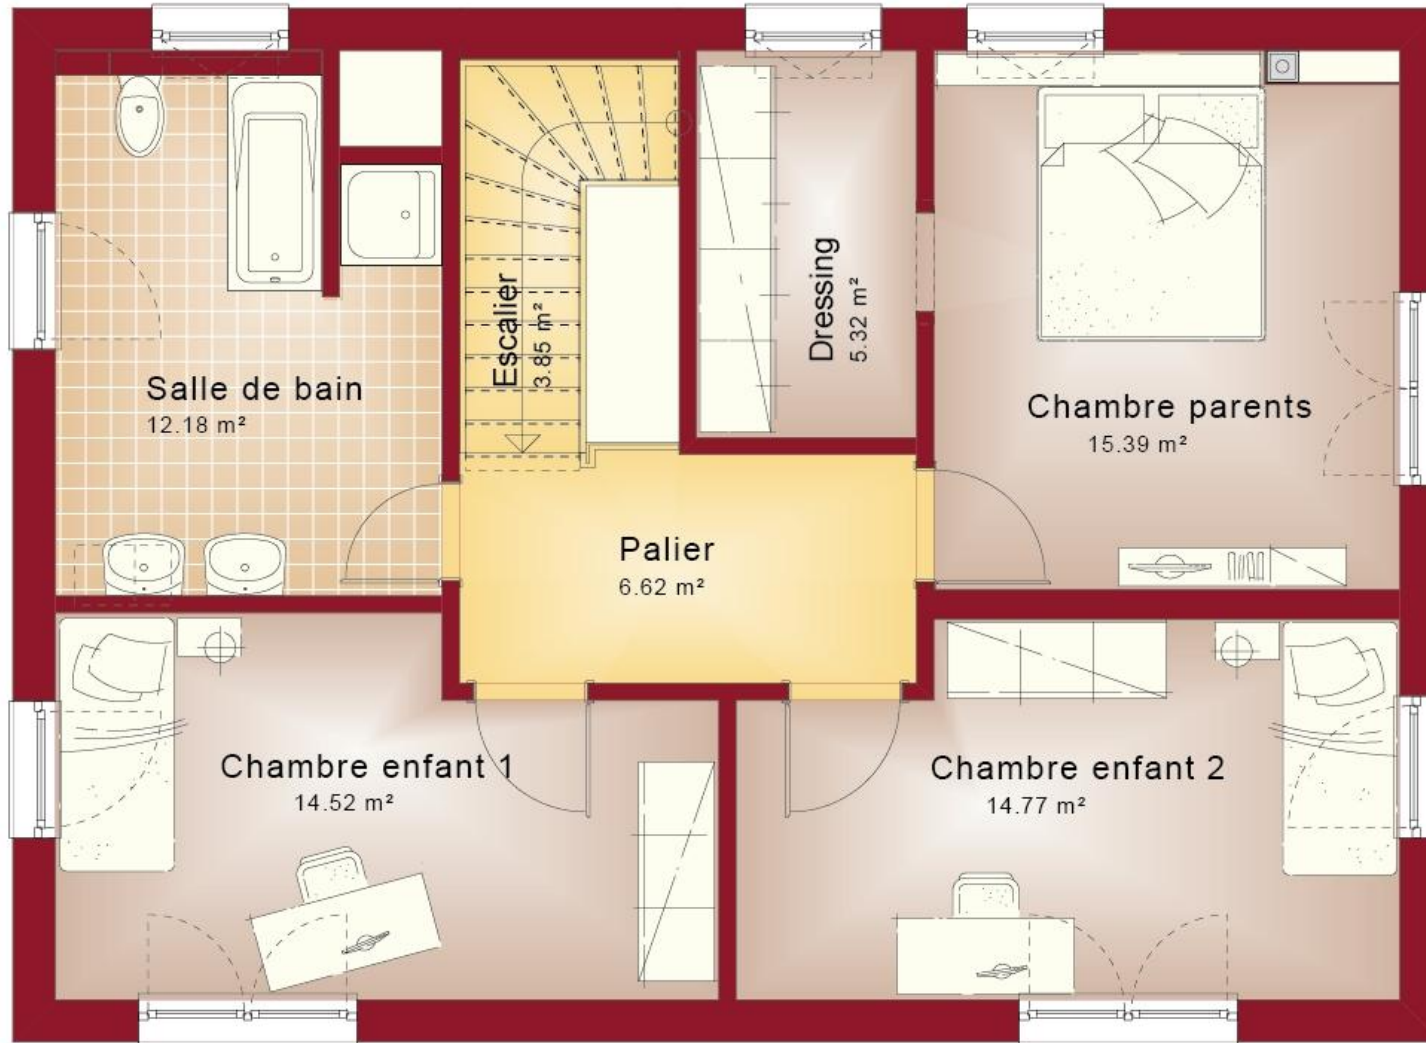 Escalier
3.85 m²
Dressing
5.32 m²
Salle de bain
12.18 m²
Chambre parents
15.39 m²
Palier
6.62 m²
Chambre enfant 1
14.52 m²
Chambre enfant 2
14.77 m²